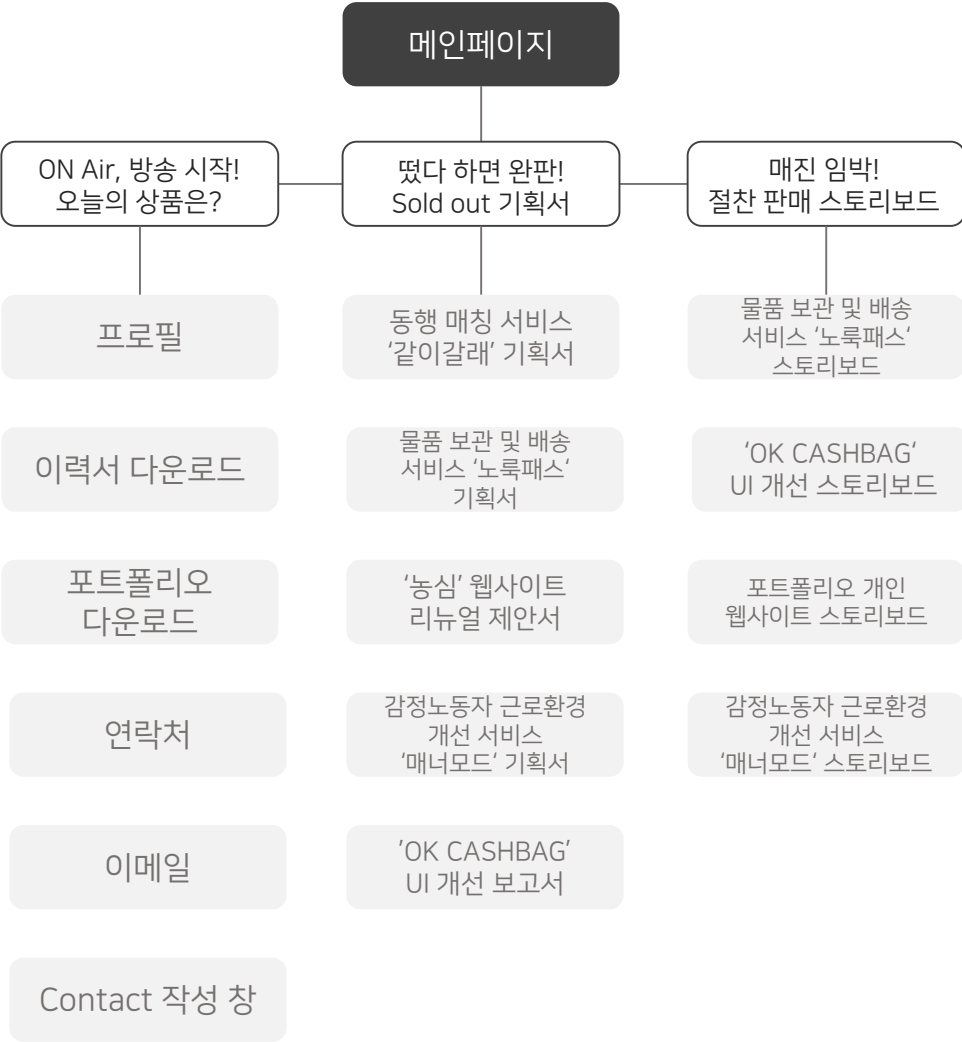 메인페이지
ON Air, 방송 시작!
오늘의 상품은?
떴다 하면 완판!
Sold out 기획서
매진 임박!
절찬 판매 스토리보드
프로필
동행 매칭 서비스
‘같이갈래’ 기획서
물품 보관 및 배송
서비스 ‘노룩패스‘
스토리보드
이력서 다운로드
물품 보관 및 배송
서비스 ‘노룩패스‘
기획서
‘OK CASHBAG‘
UI 개선 스토리보드
포트폴리오
다운로드
‘농심’ 웹사이트
리뉴얼 제안서
포트폴리오 개인
웹사이트 스토리보드
연락처
감정노동자 근로환경
개선 서비스
‘매너모드‘ 기획서
감정노동자 근로환경
개선 서비스
‘매너모드‘ 스토리보드
이메일
’OK CASHBAG’
UI 개선 보고서
Contact 작성 창